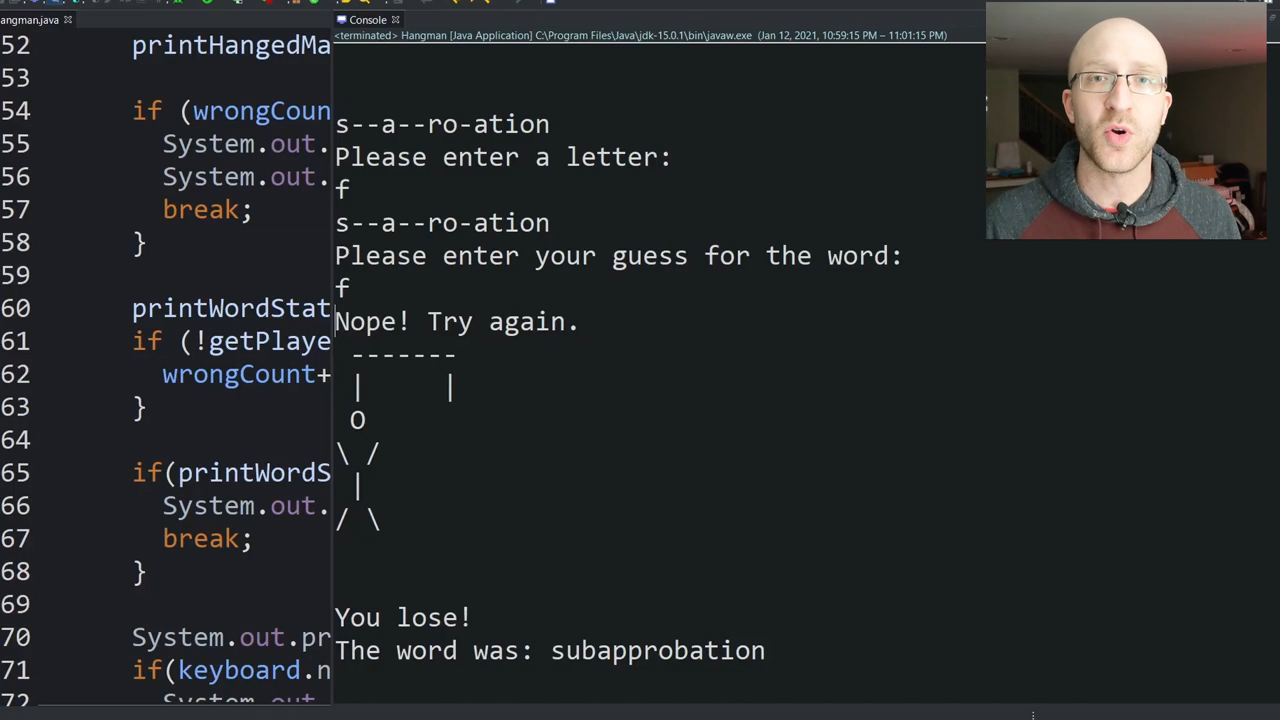 angman.java
52 printHangedMa
53
54 if (wrongCoun
55 System.out.
56 System.out.
57 break;
58 }
59
60 printWordStat
61 if (!getPlaye
62 wrongCount+
63 }
64
65 if(printWordS
66 System.out.
67 break;
68 }
69
70 System.out.pr
71 if(keyboard.n
72 System.out.
Console
<terminated> Hangman [Java Application] C:\Program Files\Java\jdk-15.0.1\bin\javaw.exe (Jan 12, 2021, 10:59:15 PM – 11:01:15 PM)
s--a--ro-ation
Please enter a letter:
f
s--a--ro-ation
Please enter your guess for the word:
f
Nope! Try again.
-------
| |
O
\ /
|
/ \
You lose!
The word was: subapprobation